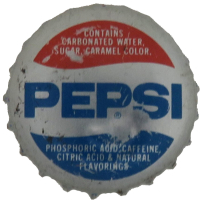 CONTAINS
CARBONATED WATER,
SUGAR, CARAMEL COLOR,
PEPSI
®
PHOSPHORIC ACID, CAFFEINE,
CITRIC ACID & NATURAL
FLAVORINGS